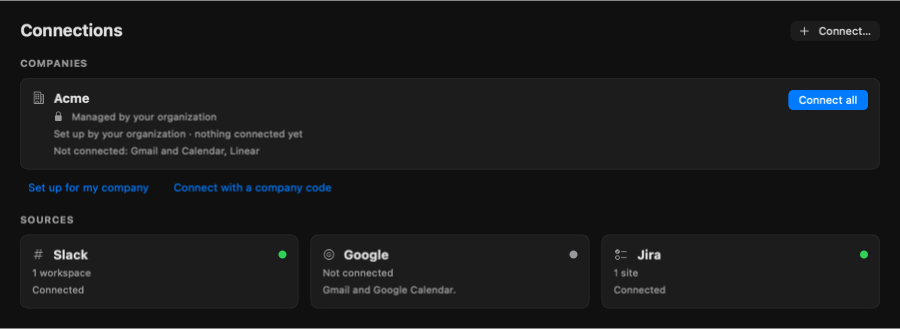 Connections
+ Connect...
COMPANIES
Acme
Connect all
Managed by your organization
Set up by your organization · nothing connected yet
Not connected: Gmail and Calendar, Linear
Set up for my company
Connect with a company code
SOURCES
# Slack
1 workspace
Connected
Google
Not connected
Gmail and Google Calendar.
Jira
1 site
Connected